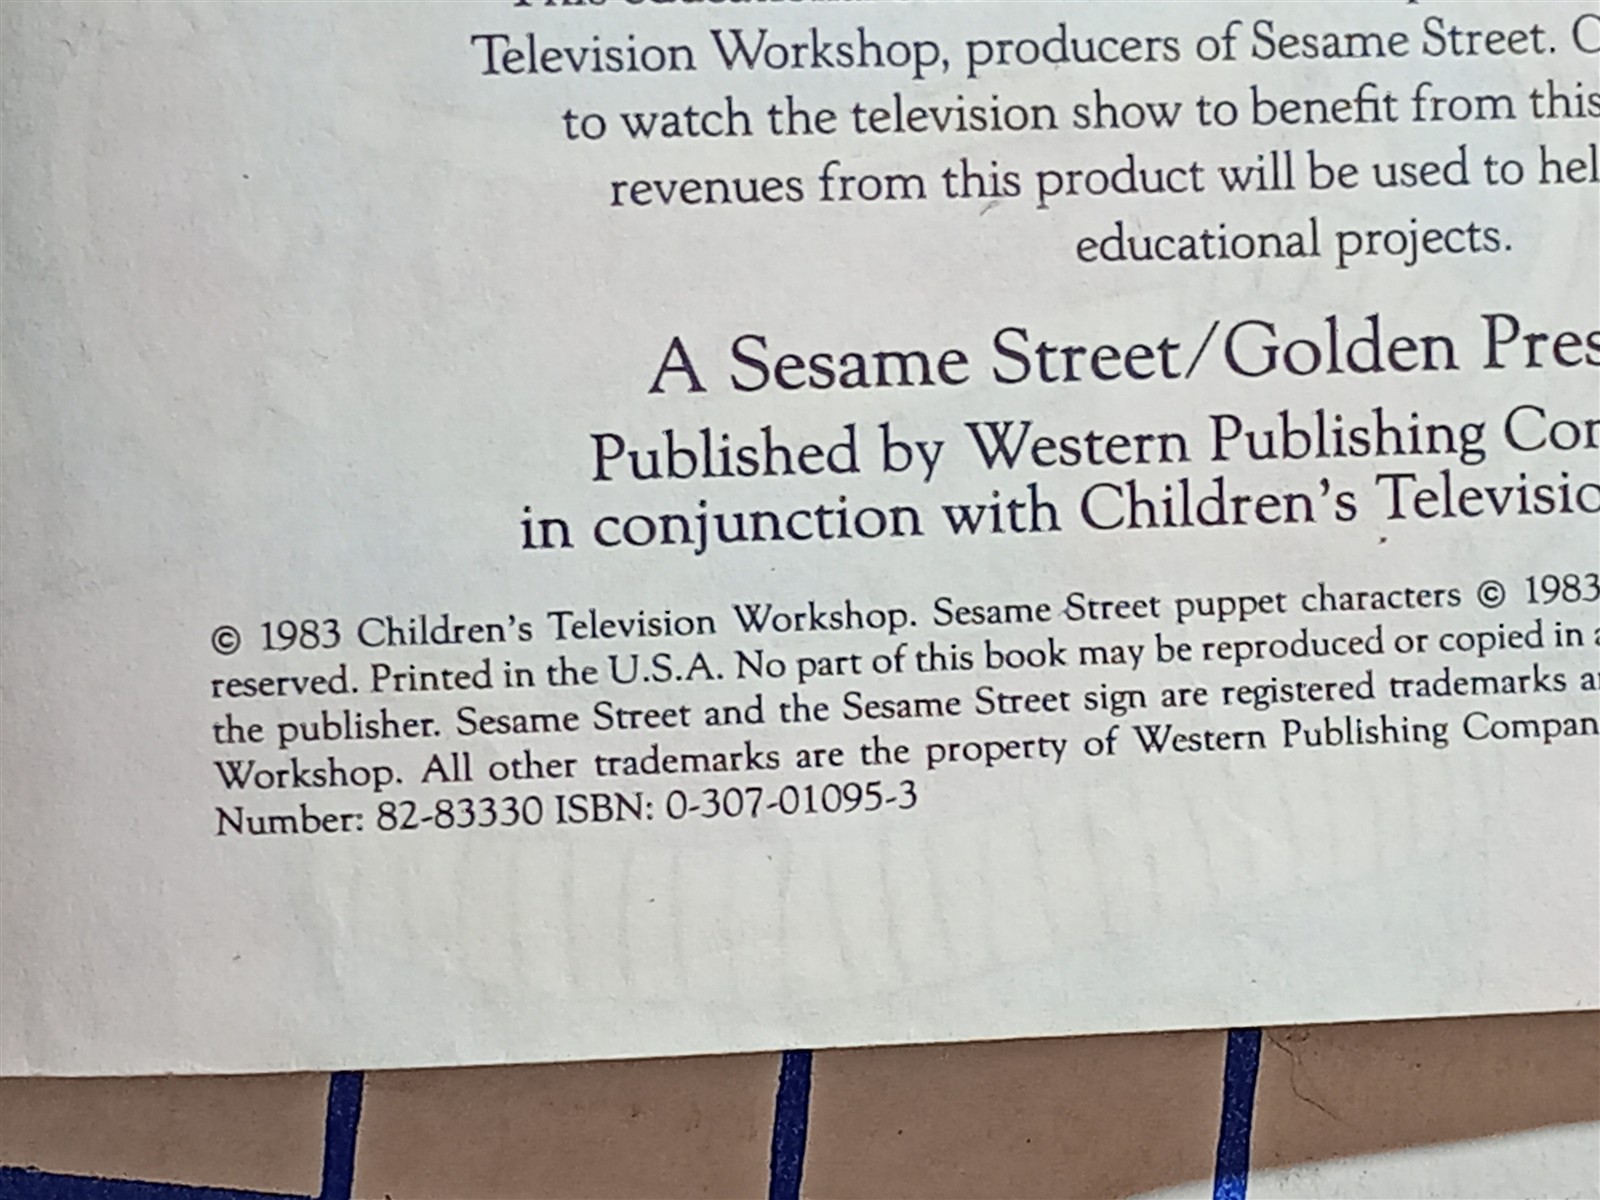 Television Workshop, producers of Sesame Street.
to watch the television show to benefit from this
revenues from this product will be used to hel
educational projects.
A Sesame Street/Golden Pres
Published by Western Publishing Com
in conjunction with Children's Televisio
© 1983 Children's Television Workshop. Sesame Street puppet characters © 1983
reserved. Printed in the U.S.A. No part of this book may be reproduced or copied in a
the publisher. Sesame Street and the Sesame Street sign are registered trademarks a
Workshop. All other trademarks are the property of Western Publishing Compan
Number: 82-83330 ISBN: 0-307-01095-3